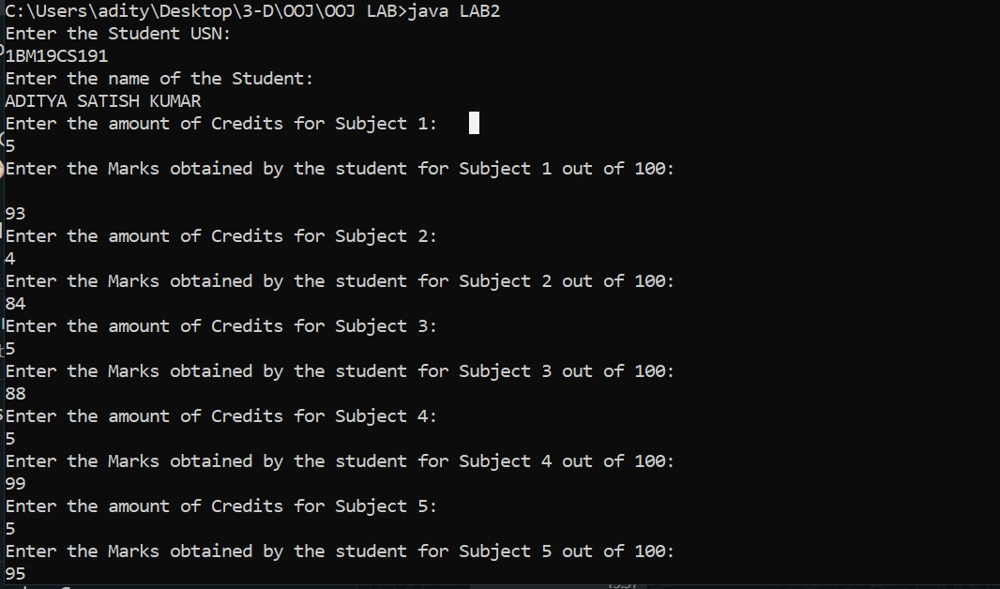 C:\Users\adity\Desktop\3-D\OOJ\OOJ LAB>java LAB2
Enter the Student USN:
1BM19CS191
Enter the name of the Student:
ADITYA SATISH KUMAR
Enter the amount of Credits for Subject 1:
5
Enter the Marks obtained by the student for Subject 1 out of 100:
93
Enter the amount of Credits for Subject 2:
4
Enter the Marks obtained by the student for Subject 2 out of 100:
84
Enter the amount of Credits for Subject 3:
5
Enter the Marks obtained by the student for Subject 3 out of 100:
88
Enter the amount of Credits for Subject 4:
5
Enter the Marks obtained by the student for Subject 4 out of 100:
99
Enter the amount of Credits for Subject 5:
5
Enter the Marks obtained by the student for Subject 5 out of 100:
95